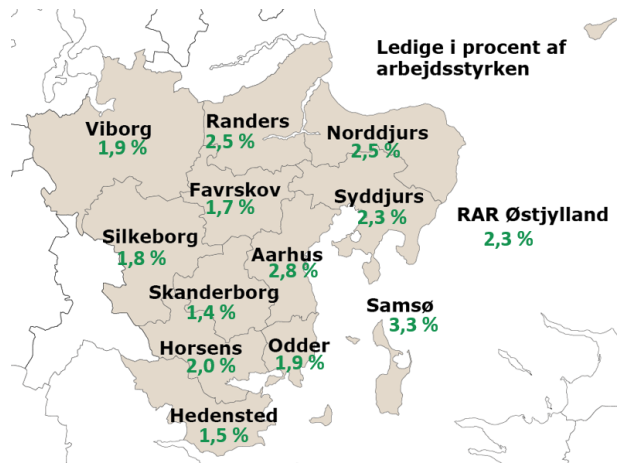 Ledige i procent af
arbejdsstyrken
Viborg
1,9 %
Randers
2,5 %
Norddjurs
2,5 %
Favrskov
1,7 %
Syddjurs
2,3 %
RAR Østjylland
2,3 %
Silkeborg
1,8 %
Aarhus
2,8 %
Skanderborg
1,4 %
Samsø
3,3 %
Horsens
2,0 %
Odder
1,9 %
Hedensted
1,5 %